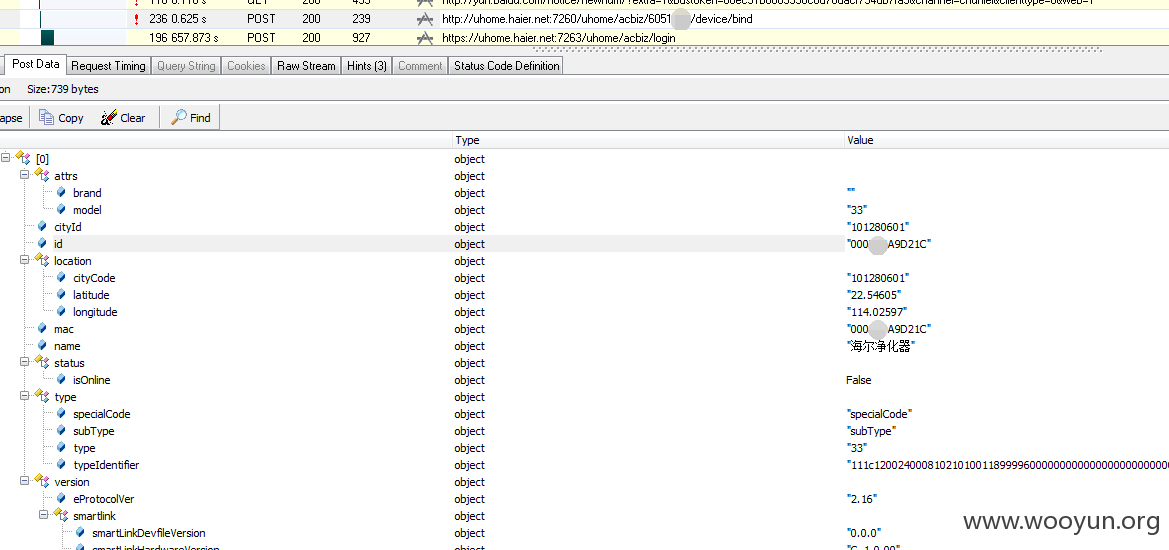 236 0.625 s POST 200 239 http://uhome.haier.net:7260/uhome/acbiz/6051 /device/bind
196 657.873 s POST 200 927 https://uhome.haier.net:7263/uhome/acbiz/login
Post Data Request Timing Query String Cookies Raw Stream Hints (3) Comment Status Code Definition
on Size:739 bytes
apse Copy Clear Find
Type Value
[0] object
attrs object
brand object ""
model object "33"
cityId object "101280601"
id object "000 A9D21C"
location object
cityCode object "101280601"
latitude object "22.54605"
longitude object "114.02597"
mac object "000 A9D21C"
name object "海尔净化器"
status object
isOnline object False
type object
specialCode object "specialCode"
subType object "subType"
type object "33"
typeIdentifier object
version object
eProtocolVer object "2.16"
smartlink object
smartLinkDevfileVersion object "0.0.0"
www.wooyun.org